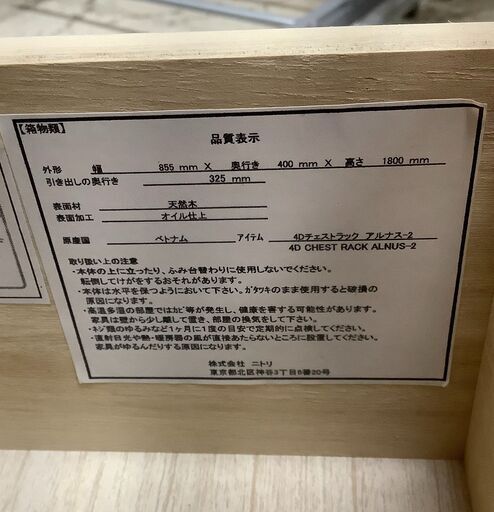 【箱物類】
品質表示
外形 幅 855 mm X 奥行き 400 mm X 高さ 1800 mm
引き出しの奥行き 325 mm
表面材 天然木
表面加工 オイル仕上
原産国 ベトナム アイテム 4Dチェストラック アルナス-2
4D CHEST RACK ALNUS-2
取り扱い上の注意
・本体の上に立ったり、ふみ台替わりに使用しないでください。
転倒してけがをするおそれがあります。
・本体は水平を保つようにおいて下さい。ガタツキのまま使用すると破損の
原因になります。
・高温多湿の部屋ではカビ等が発生し、健康を害する可能性があります。
家具は壁から少し離して置き、部屋の換気をして下さい。
・ネジ類のゆるみなど1ヶ月に1度の目安で定期的に点検してください。
・直射日光や熱・暖房器の風が直接あたらないところに設置してください。
家具がゆるんだりする原因になります。
株式会社 ニトリ
東京都北区神谷3丁目6番20号